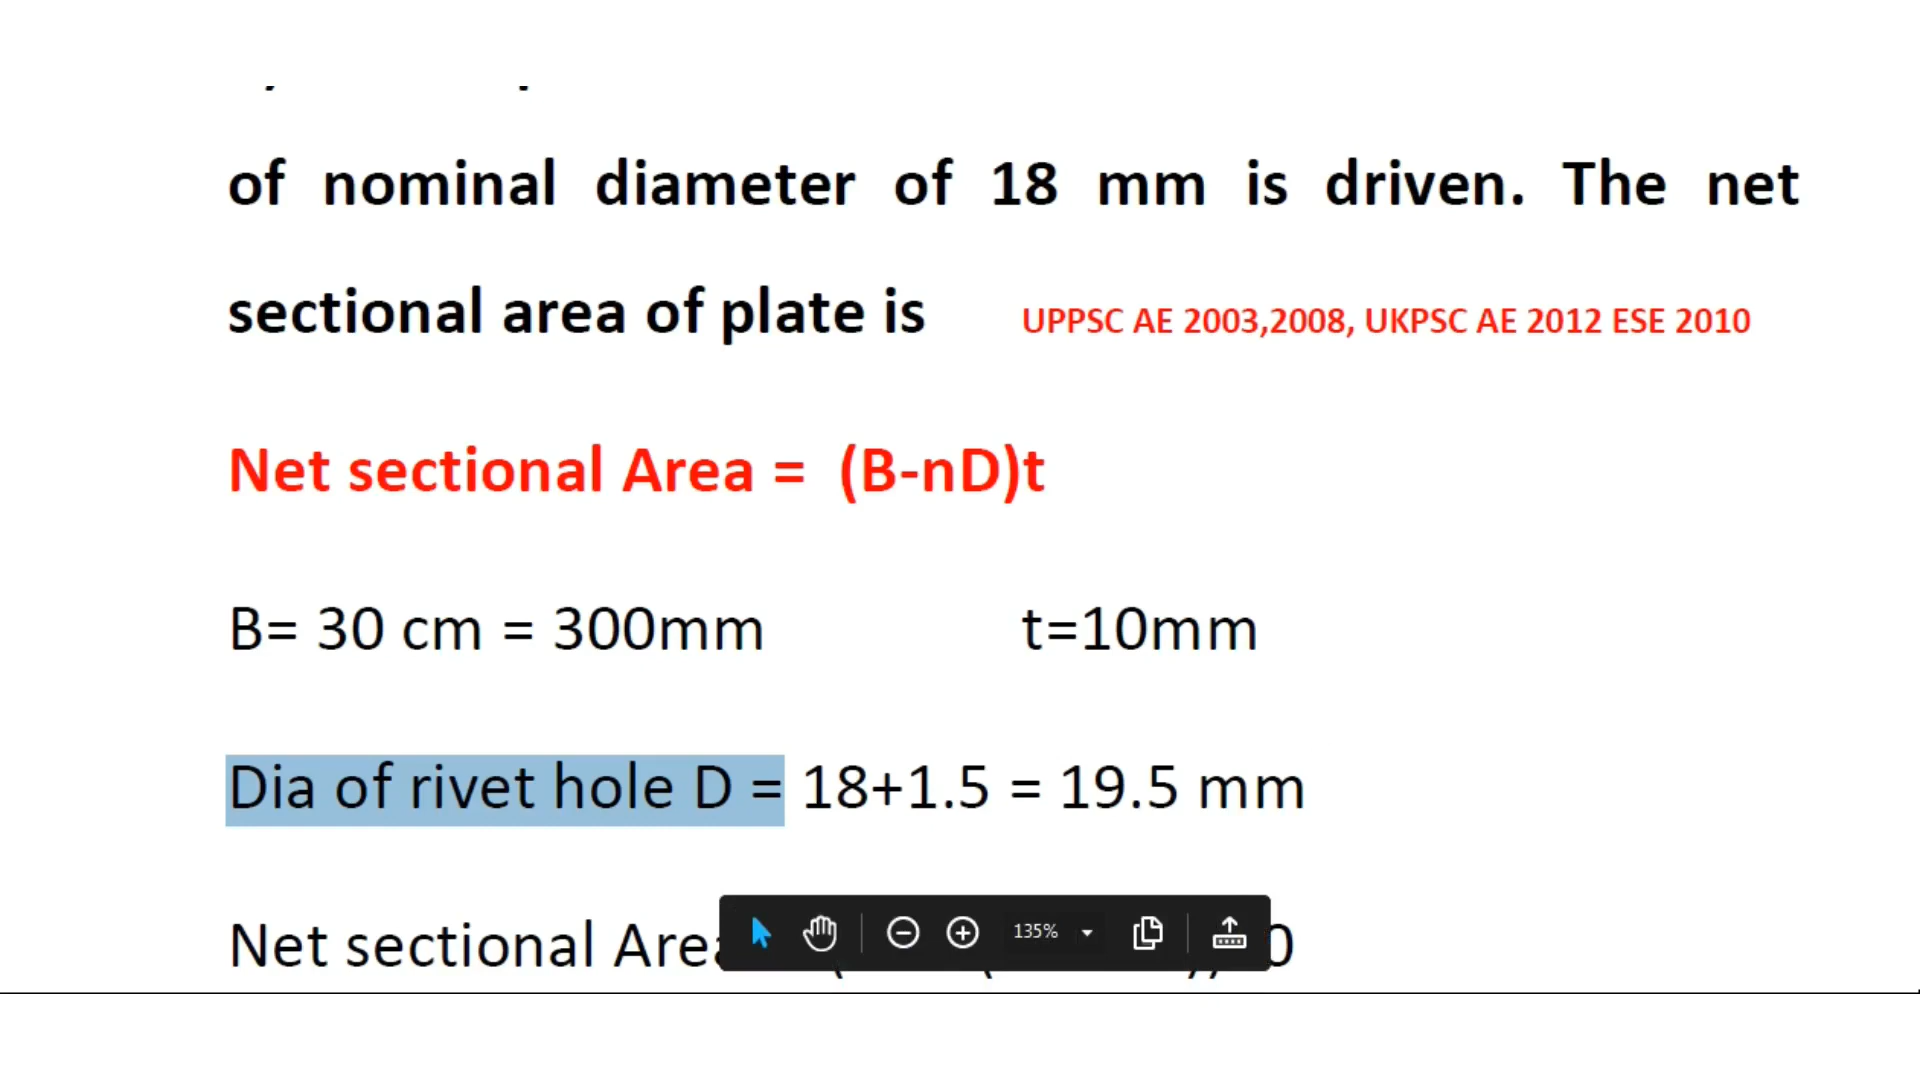 of nominal diameter of 18 mm is driven. The net
sectional area of plate is UPPSC AE 2003,2008, UKPSC AE 2012 ESE 2010
Net sectional Area = (B-nD)t
B= 30 cm = 300mm t=10mm
Dia of rivet hole D = 18+1.5 = 19.5 mm
Net sectional
135%